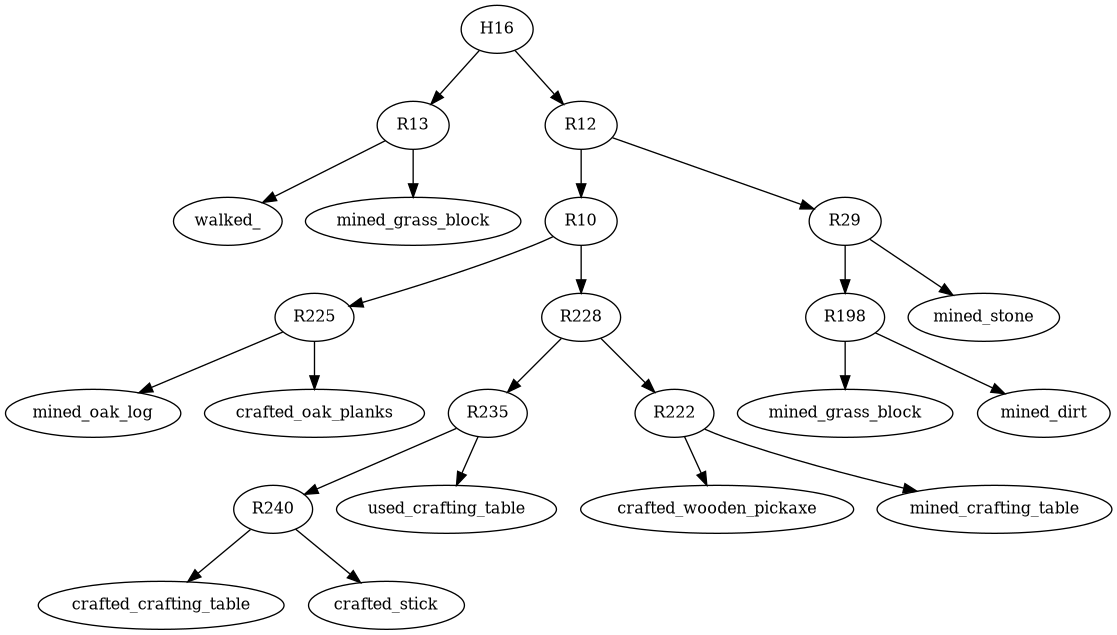 H16
R13
R12
walked_
mined_grass_block
R10
R29
R225
R228
R198
mined_stone
mined_oak_log
crafted_oak_planks
R235
R222
mined_grass_block
mined_dirt
R240
used_crafting_table
crafted_wooden_pickaxe
mined_crafting_table
crafted_crafting_table
crafted_stick